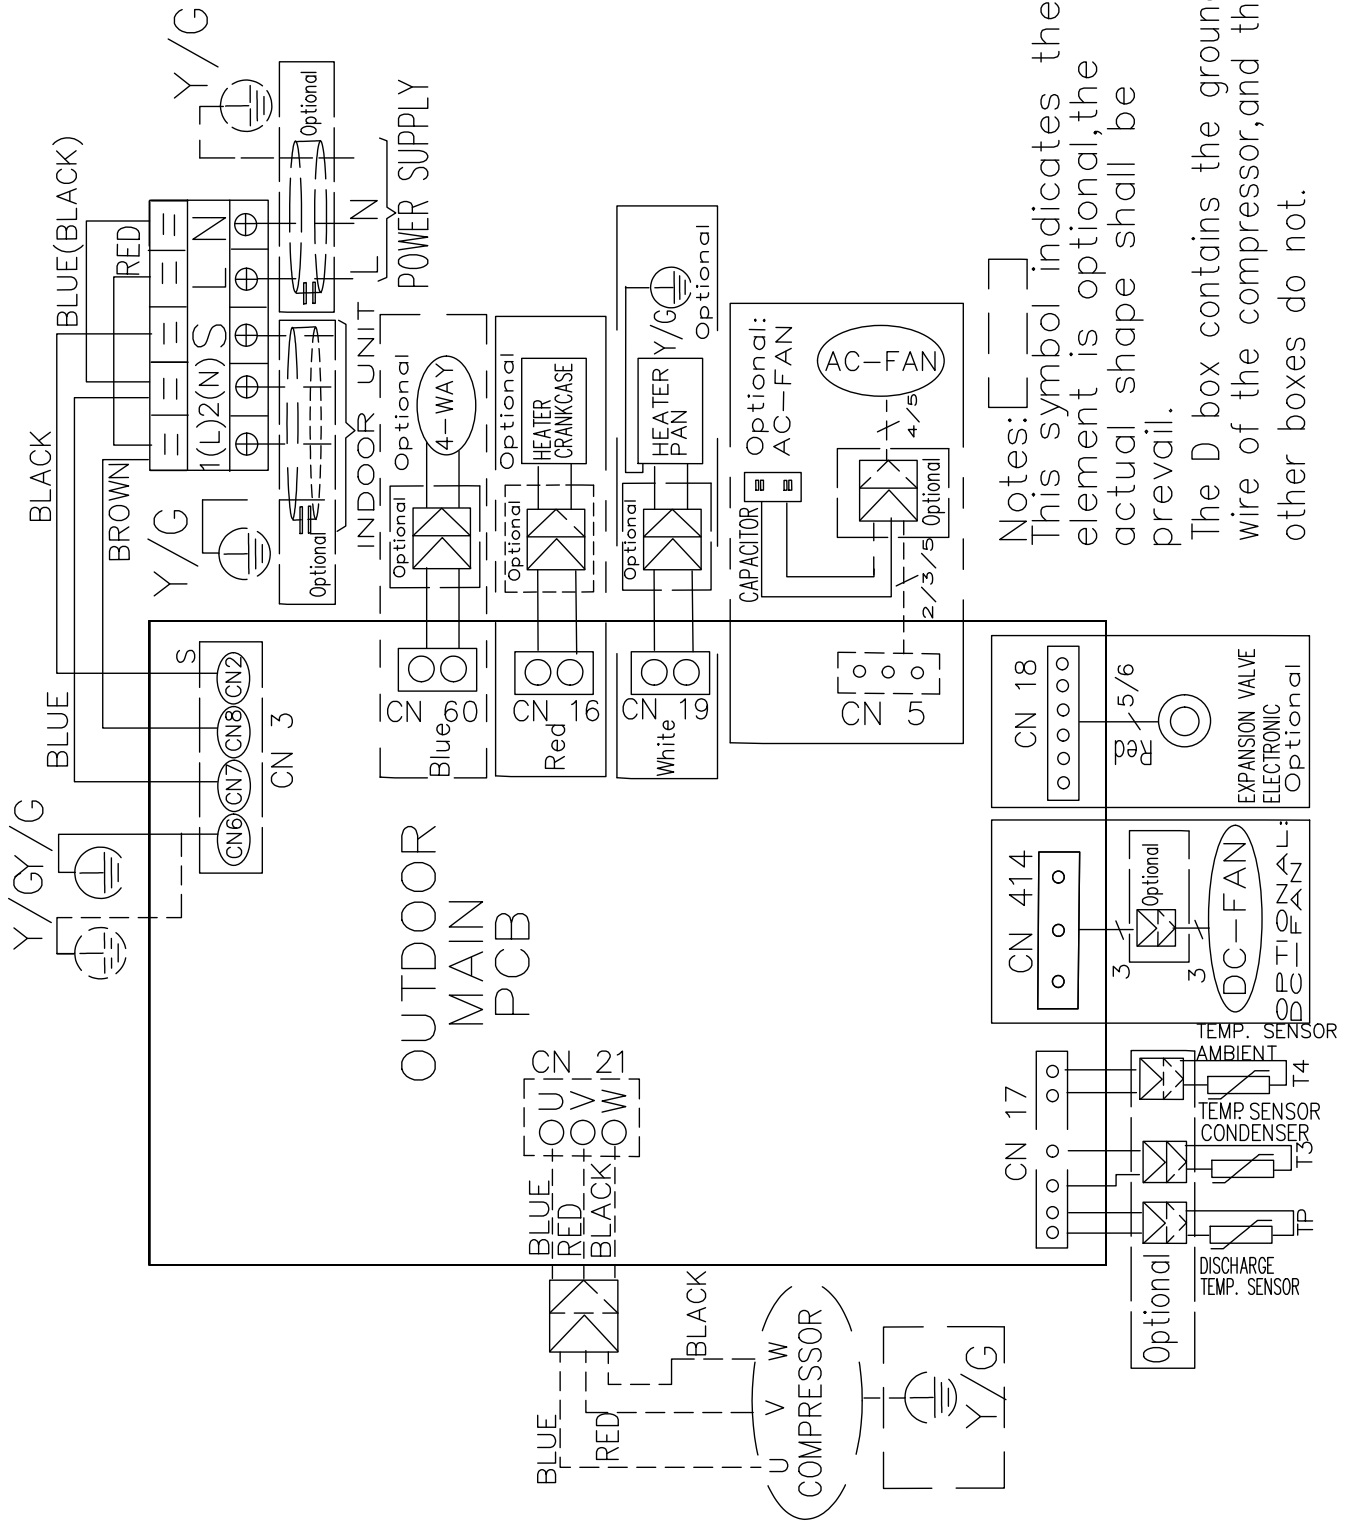 Y/G
Y/G
BLUE
BLACK
BROWN
BLUE(BLACK)
RED
Y/G
Y/G
1(L)2(N)S L N
Optional
INDOOR UNIT
Optional
L N
POWER SUPPLY
CN6 CN7 CN8 CN2
S
CN 3
OUTDOOR
MAIN
PCB
CN 60
Blue
Optional
Optional
4-WAY
CN 16
Red
Optional
Optional
HEATER
CRANKCASE
CN 19
White
Optional
HEATER
PAN
Y/G
Optional
CN 5
2/3/5
CAPACITOR
Optional
4/5
Optional:
AC-FAN
AC-FAN
CN 21
U
V
W
BLUE
RED
BLACK
BLUE
RED
BLACK
U V W
COMPRESSOR
Y/G
CN 17
Optional
TEMP. SENSOR
AMBIENT
T4
TEMP. SENSOR
CONDENSER
T3
TP
DISCHARGE
TEMP. SENSOR
CN 414
3
Optional
3
DC-FAN
OPTIONAL:
DC-FAN
CN 18
5/6
Red
EXPANSION VALVE
ELECTRONIC
Optional
Notes:
This symbol indicates the
element is optional,the
actual shape shall be
prevail.
The D box contains the
wire of the compressor,and
other boxes do not.